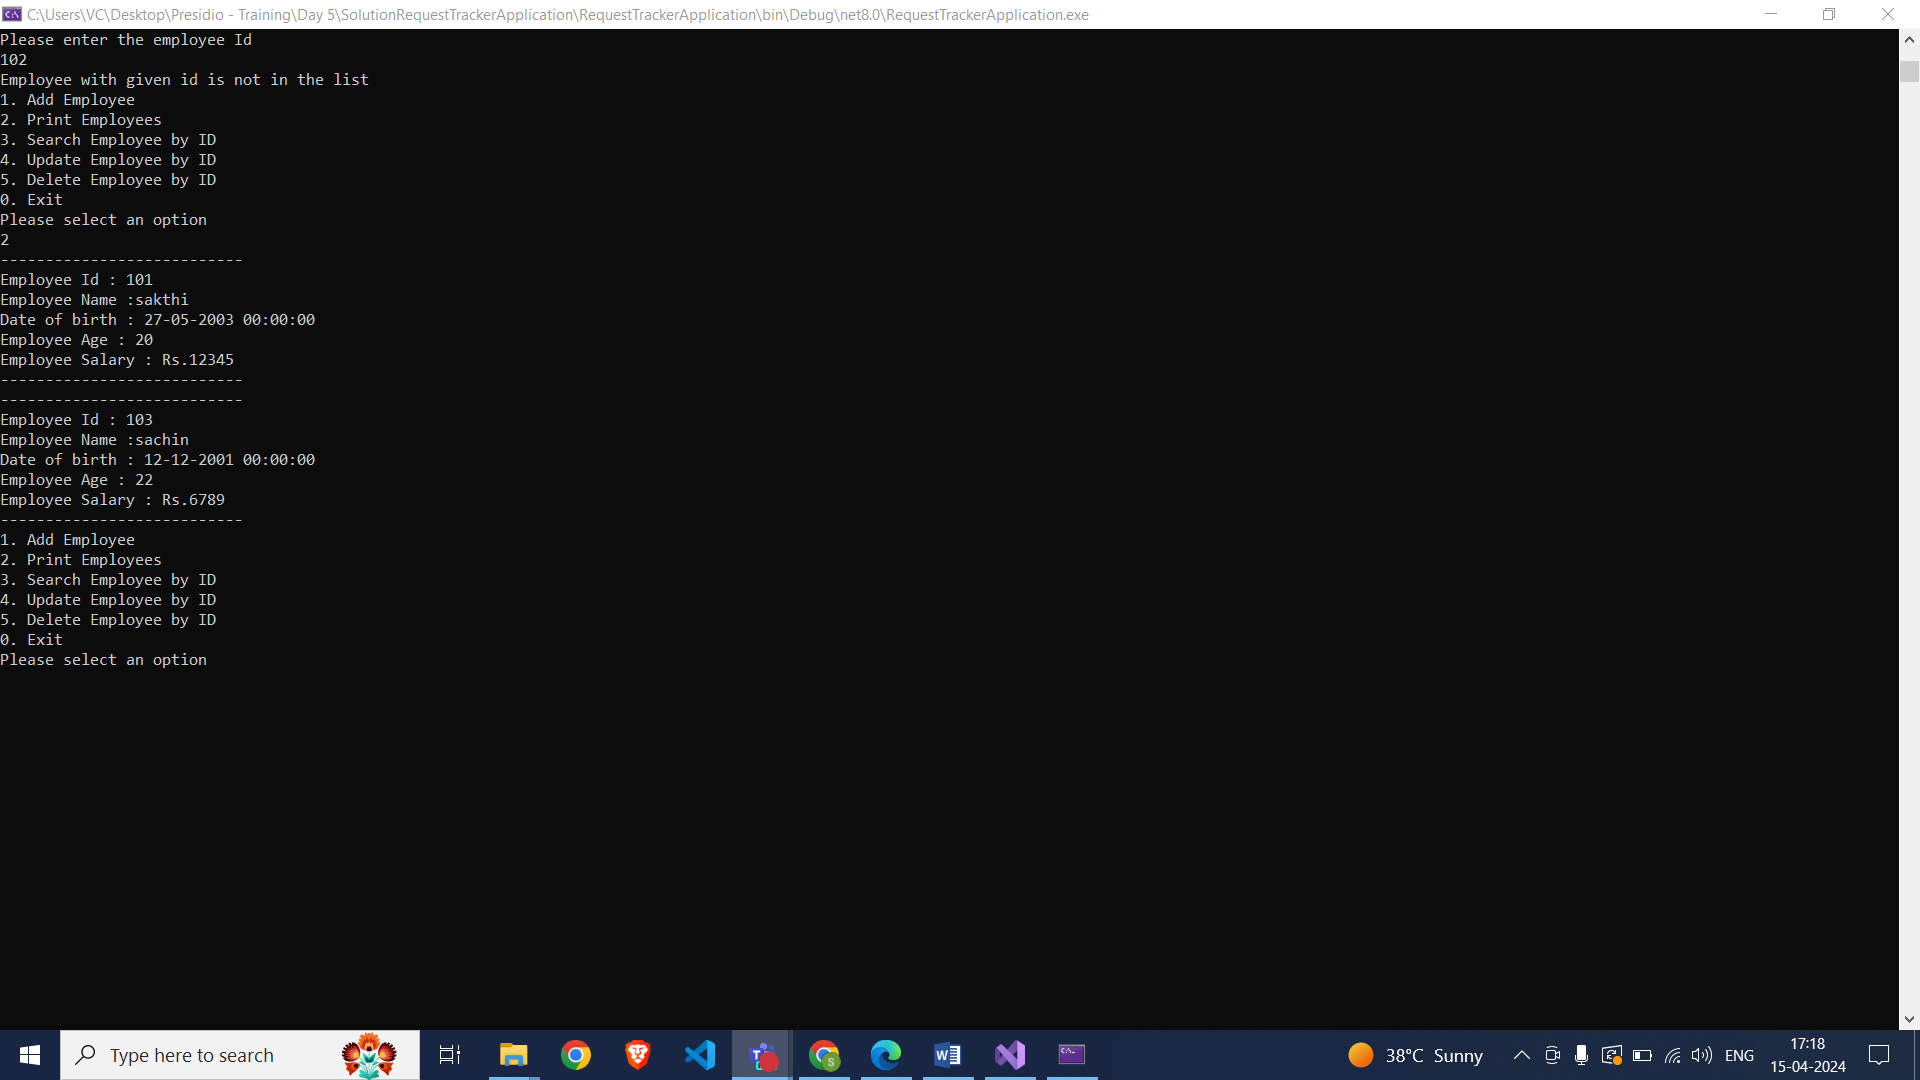 C:\Users\VC\Desktop\Presidio - Training\Day 5\SolutionRequestTrackerApplication\RequestTrackerApplication\bin\Debug\net8.0\RequestTrackerApplication.exe
Please enter the employee Id
102
Employee with given id is not in the list
1. Add Employee
2. Print Employees
3. Search Employee by ID
4. Update Employee by ID
5. Delete Employee by ID
0. Exit
Please select an option
2
---------------------------
Employee Id : 101
Employee Name :sakthi
Date of birth : 27-05-2003 00:00:00
Employee Age : 20
Employee Salary : Rs.12345
---------------------------
---------------------------
Employee Id : 103
Employee Name :sachin
Date of birth : 12-12-2001 00:00:00
Employee Age : 22
Employee Salary : Rs.6789
---------------------------
1. Add Employee
2. Print Employees
3. Search Employee by ID
4. Update Employee by ID
5. Delete Employee by ID
0. Exit
Please select an option
Type here to search
38°C Sunny
ENG
17:18
15-04-2024